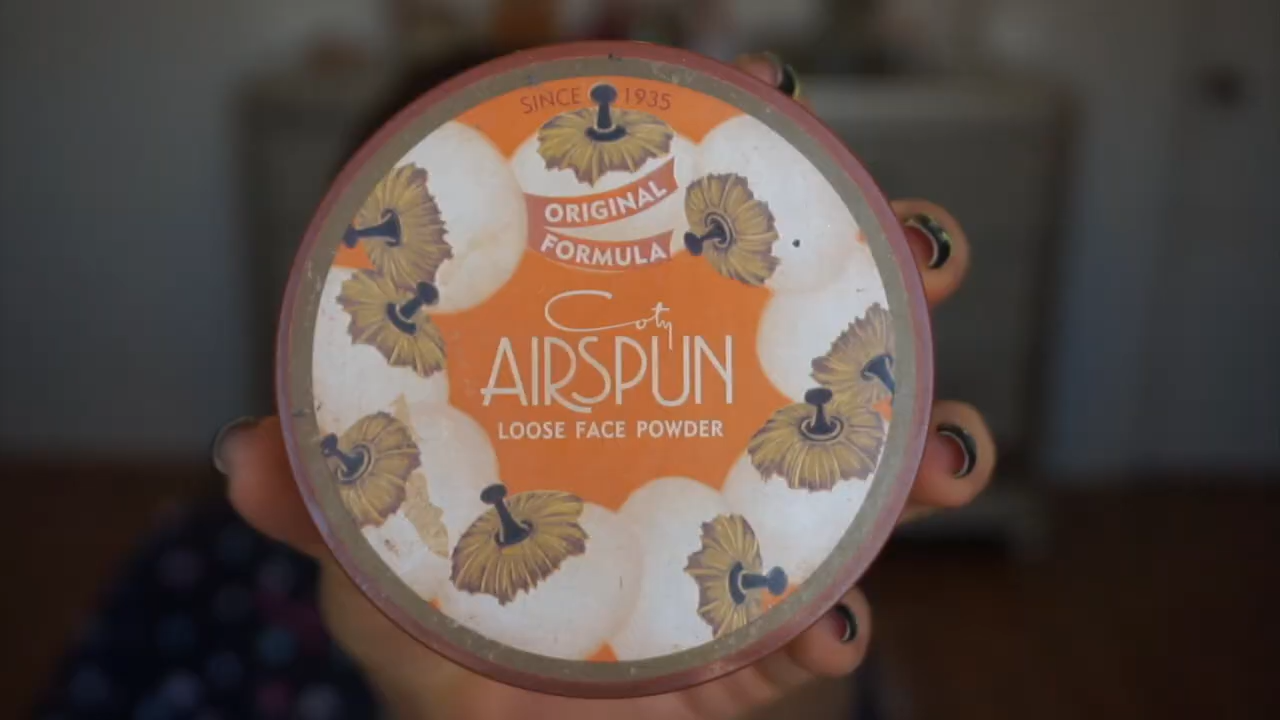 SINCE 1935
ORIGINAL
FORMULA
Coty
AIRSPUN
LOOSE FACE POWDER